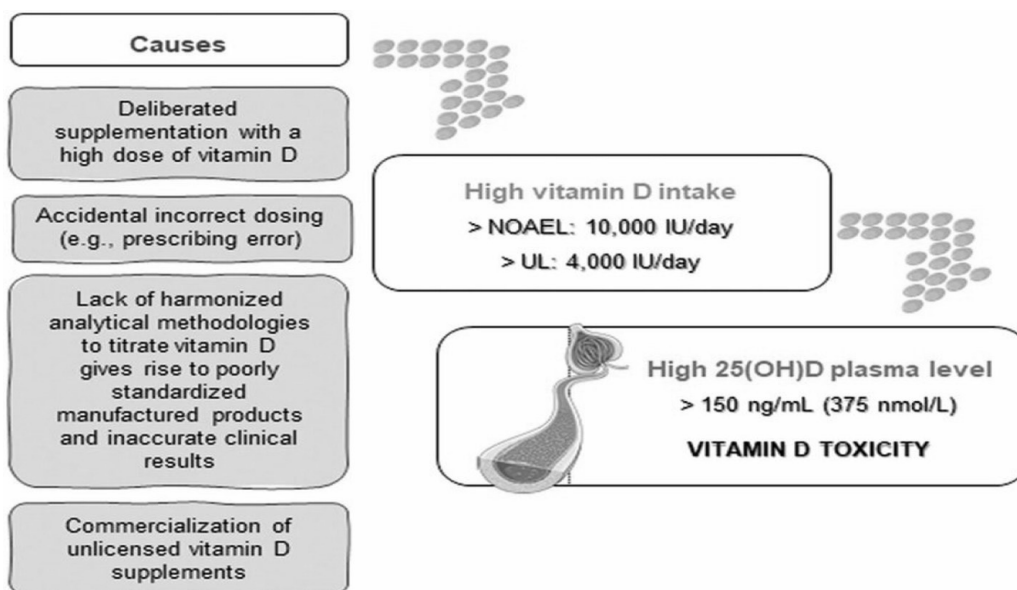 Causes
Deliberated
supplementation with a
high dose of vitamin D
Accidental incorrect dosing
(e.g., prescribing error)
Lack of harmonized
analytical methodologies
to titrate vitamin D
gives rise to poorly
standardized
manufactured products
and inaccurate clinical
results
Commercialization of
unlicensed vitamin D
supplements
High vitamin D intake
> NOAEL: 10,000 IU/day
> UL: 4,000 IU/day
High 25(OH)D plasma level
> 150 ng/mL (375 nmol/L)
VITAMIN D TOXICITY